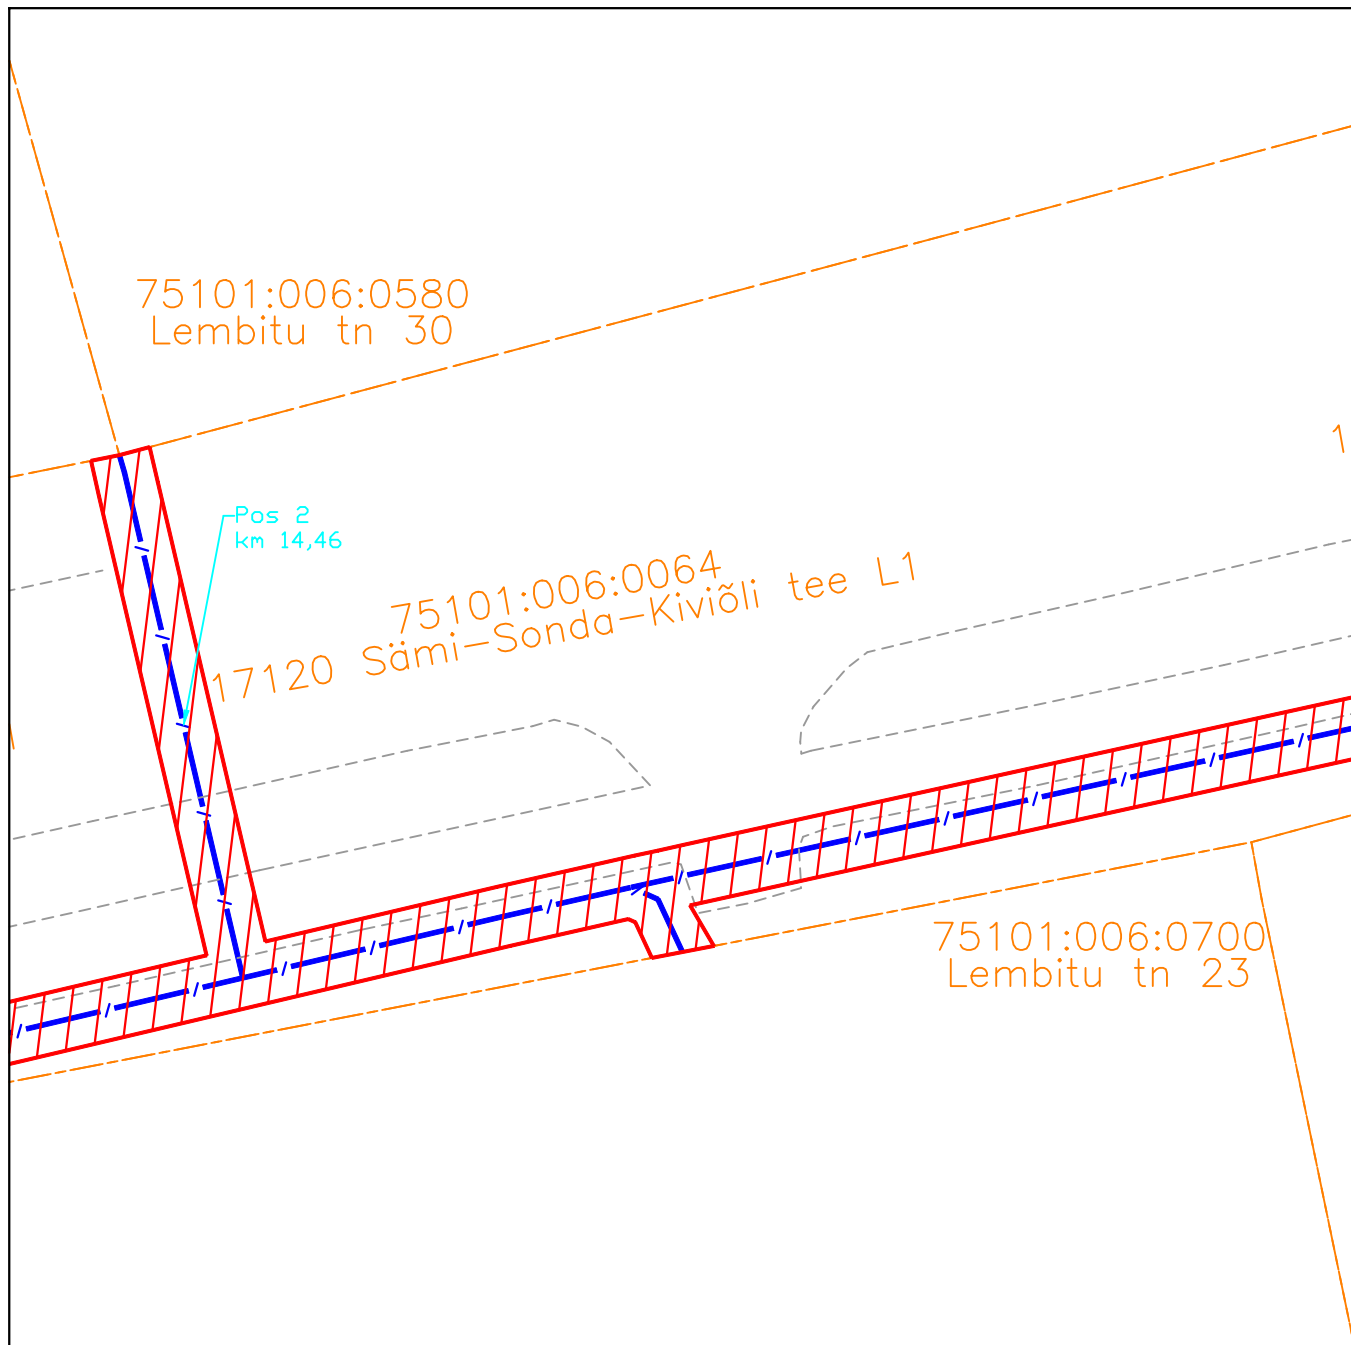 75101:006:0580
Lembitu tn 30
1
Pos 2
km 14,46
75101:006:0064
17120 Sämi-Sonda-Kiviõli tee L1
75101:006:0700
Lembitu tn 23